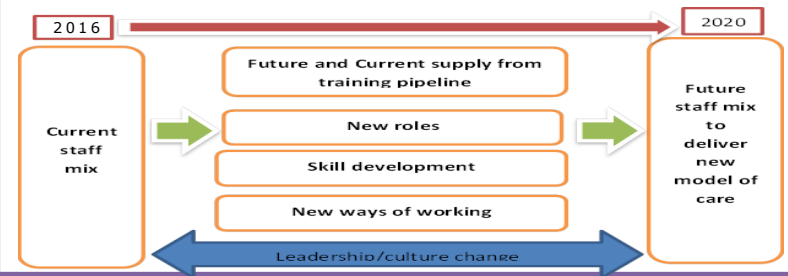 2016
2020
Future and Current supply from
training pipeline
Current
staff
mix
New roles
Skill development
New ways of working
Future
staff mix
to
deliver
new
model of
care
Leadership/culture change